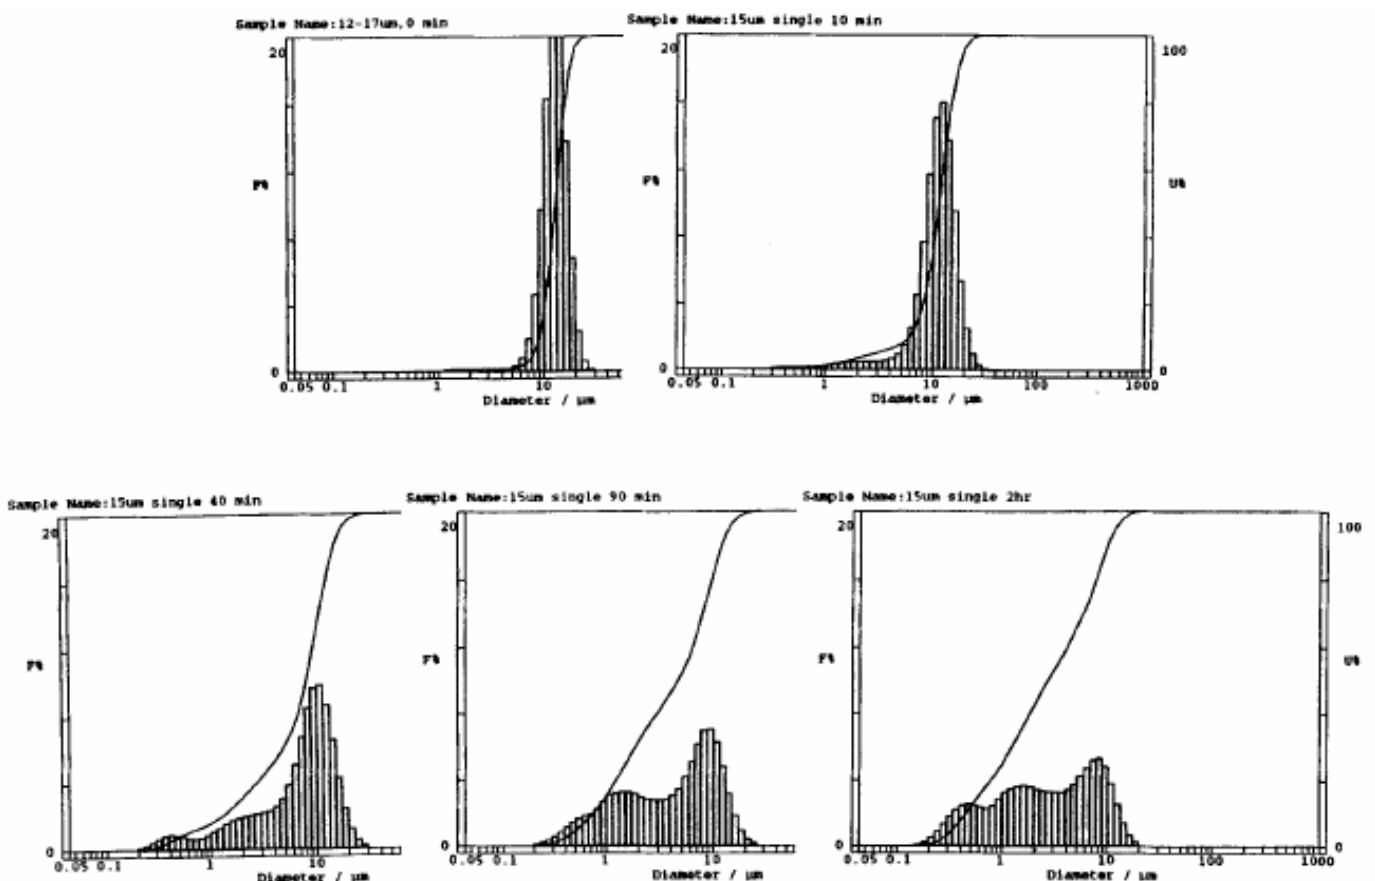 Sample Name:12-17um,0 min
20
F%
0
0.05 0.1 1 10
Diameter / µm
Sample Name:15um single 10 min
20
100
F%
U%
0
0
0.05 0.1 1 10 100 1000
Diameter / µm
Sample Name:15um single 40 min
20
F%
0
0.05 0.1 1 10
Diameter / µm
Sample Name:15um single 90 min
20
F%
0
0.05 0.1 1 10
Diameter / µm
Sample Name:15um single 2hr
20
100
F%
U%
0
0
0.05 0.1 1 10 100 1000
Diameter / µm